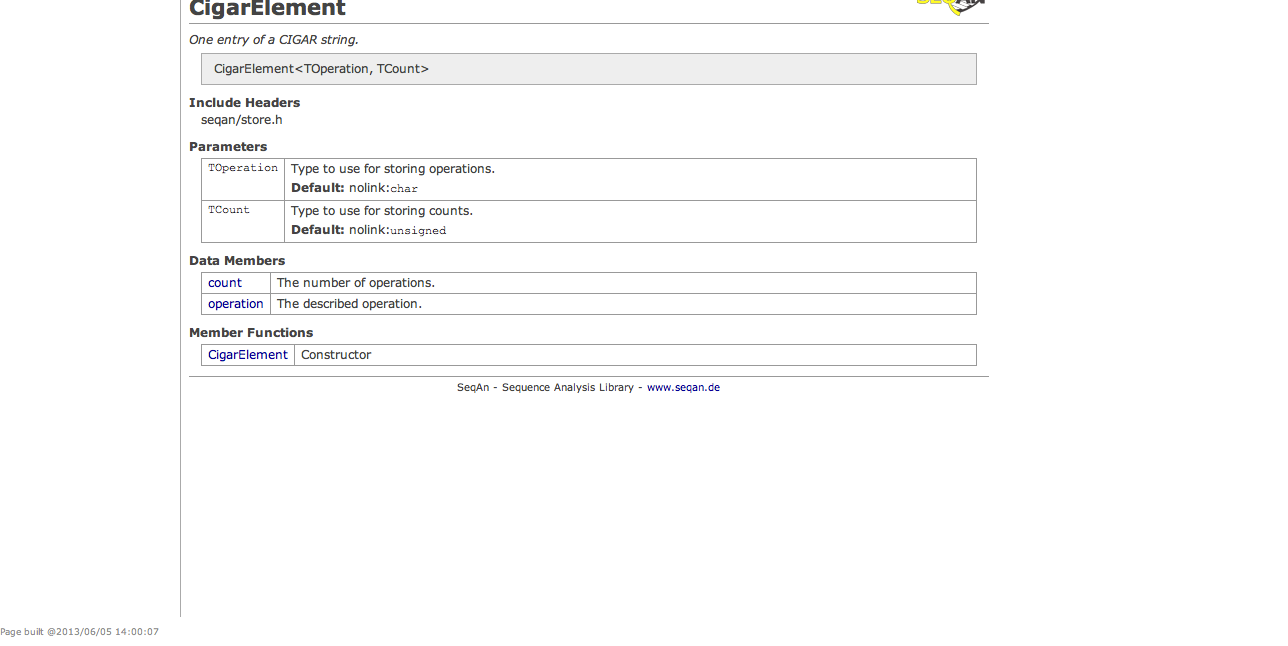 CigarElement
One entry of a CIGAR string.
CigarElement<TOperation, TCount>
Include Headers
seqan/store.h
Parameters
TOperation Type to use for storing operations.
Default: nolink:char
TCount Type to use for storing counts.
Default: nolink:unsigned
Data Members
count The number of operations.
operation The described operation.
Member Functions
CigarElement Constructor
SeqAn - Sequence Analysis Library - www.seqan.de
Page built @2013/06/05 14:00:07